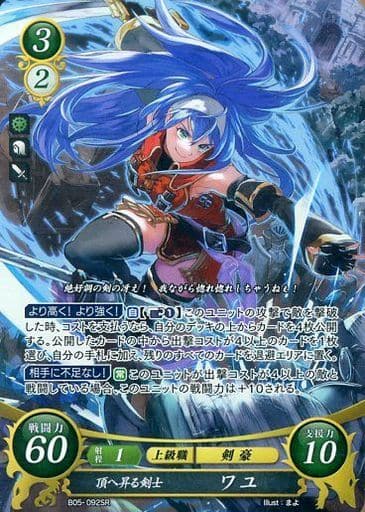 3
2
絶好調の剣の冴え! 我ながら惚れ惚れしちゃうねぇ!
より高く!より強く! 自【①】このユニットの攻撃で敵を撃破
した時、コストを支払うなら、自分のデッキの上からカードを4枚公開
する。公開したカードの中から出撃コストが4以上のカードを1枚
選び、自分の手札に加え、残りのすべてのカードを退避エリアに置く。
相手に不足なし! 常 このユニットが出撃コストが4以上の敵と
戦闘している場合、このユニットの戦闘力は+10される。
戦闘力
60
射程 1 上級職 剣豪
支援力
10
頂へ昇る剣士 ワユ
B05-092SR
Illust:まよ